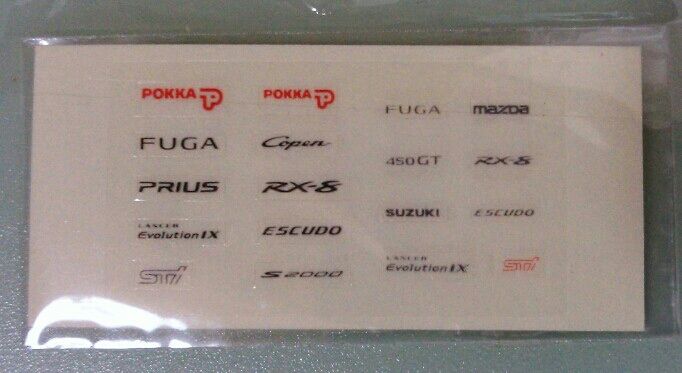 POKKA
POKKA
FUGA
mazda
FUGA
Copen
450GT
RX-8
PRIUS
RX-8
SUZUKI
ESCUDO
LANCER
Evolution IX
ESCUDO
LANCER
Evolution IX
STi
STi
S2000